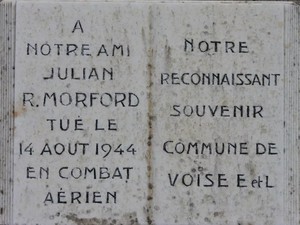 A
NOTRE AMI
JULIAN
R. MORFORD
TUÉ LE
14 AOUT 1944
EN COMBAT
AÉRIEN
NOTRE
RECONNAISSANT
SOUVENIR
COMMUNE DE
VOISE E et L